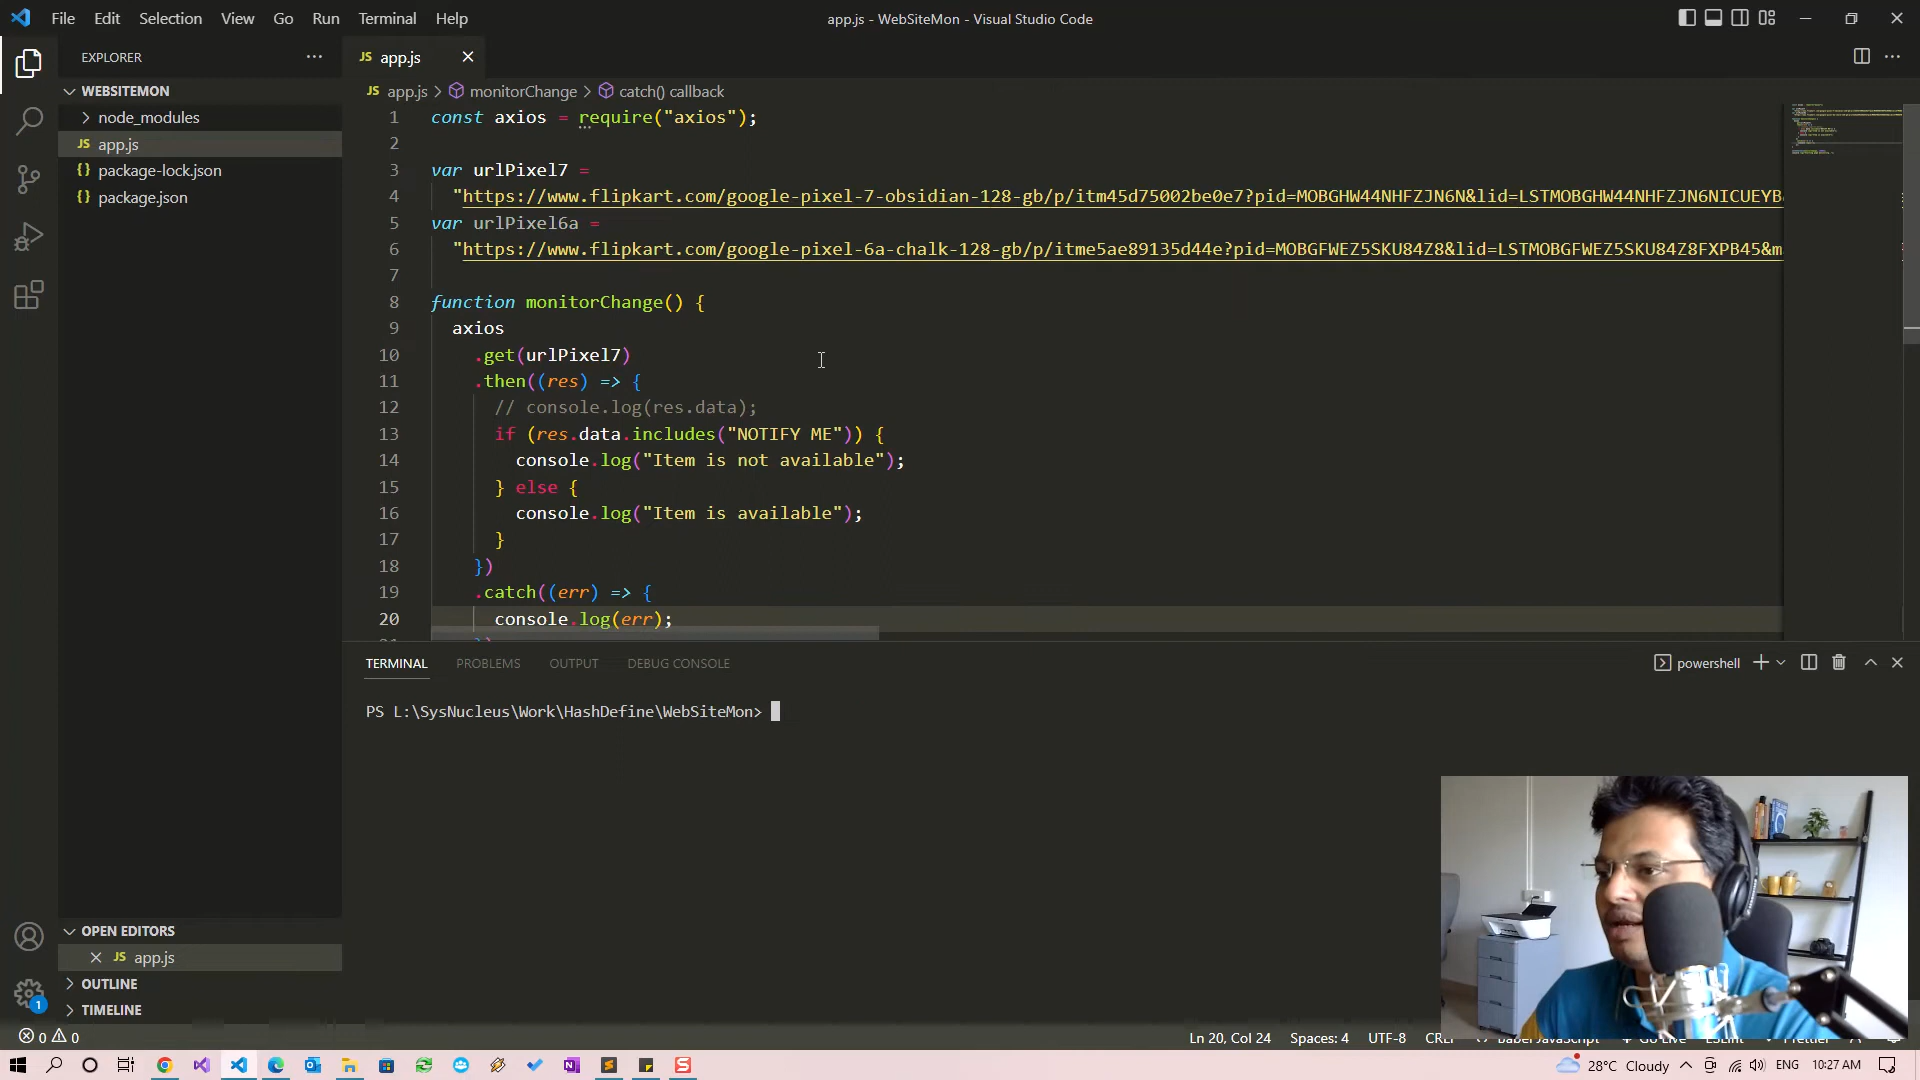 File Edit Selection View Go Run Terminal Help
app.js - WebSiteMon - Visual Studio Code
EXPLORER
JS app.js
WEBSITEMON
node_modules
JS app.js
{} package-lock.json
{} package.json
JS app.js > monitorChange > catch() callback
1 const axios = require("axios");
2
3 var urlPixel7 =
4 "https://www.flipkart.com/google-pixel-7-obsidian-128-gb/p/itm45d75002be0e7?pid=MOBGHW44NHFZJN6N&lid=LSTMOBGHW44NHFZJN6NICUEYB
5 var urlPixel6a =
6 "https://www.flipkart.com/google-pixel-6a-chalk-128-gb/p/itme5ae89135d44e?pid=MOBGFWEZ5SKU84Z8&lid=LSTMOBGFWEZ5SKU84Z8FXPB45&m
7
8 function monitorChange() {
9 axios
10 .get(urlPixel7)
11 .then((res) => {
12 // console.log(res.data);
13 if (res.data.includes("NOTIFY ME")) {
14 console.log("Item is not available");
15 } else {
16 console.log("Item is available");
17 }
18 })
19 .catch((err) => {
20 console.log(err);
TERMINAL PROBLEMS OUTPUT DEBUG CONSOLE
powershell
PS L:\SysNucleus\Work\HashDefine\WebSiteMon>
OPEN EDITORS
JS app.js
OUTLINE
TIMELINE
1
0 0
Ln 20, Col 24 Spaces: 4 UTF-8
28°C Cloudy ENG 10:27 AM